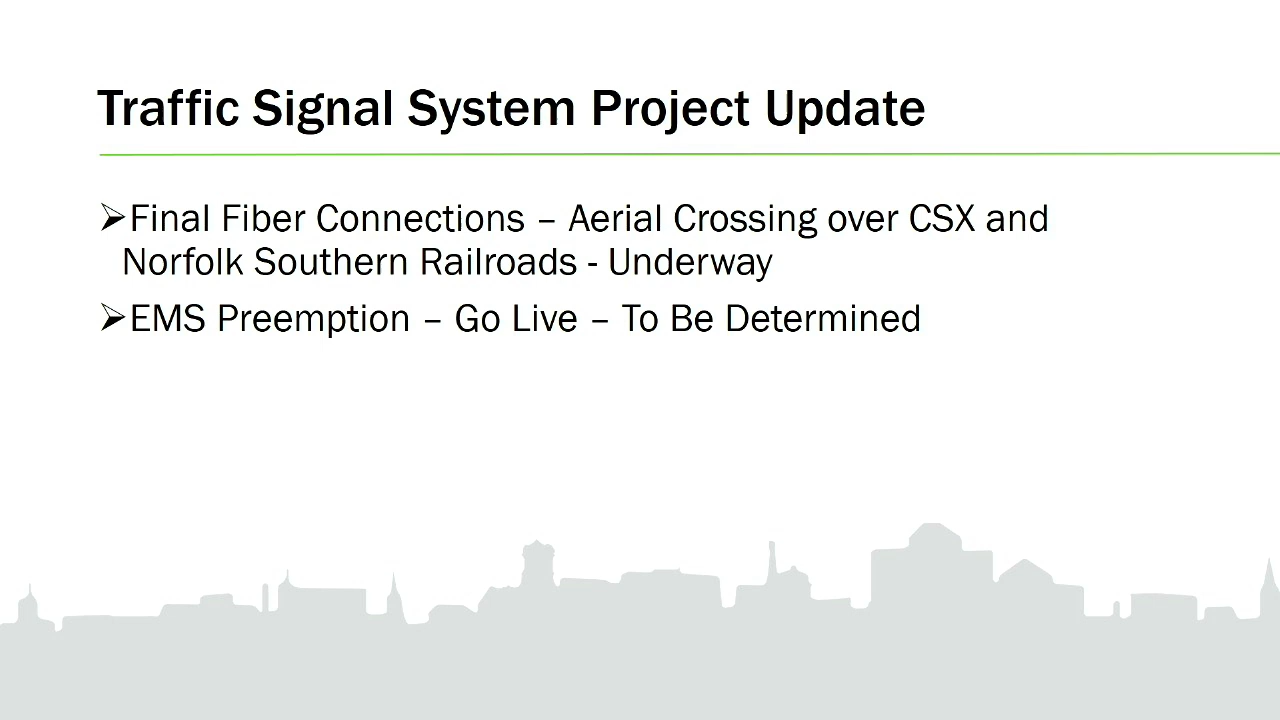 Traffic Signal System Project Update
➢Final Fiber Connections – Aerial Crossing over CSX and
Norfolk Southern Railroads - Underway
➢EMS Preemption – Go Live – To Be Determined